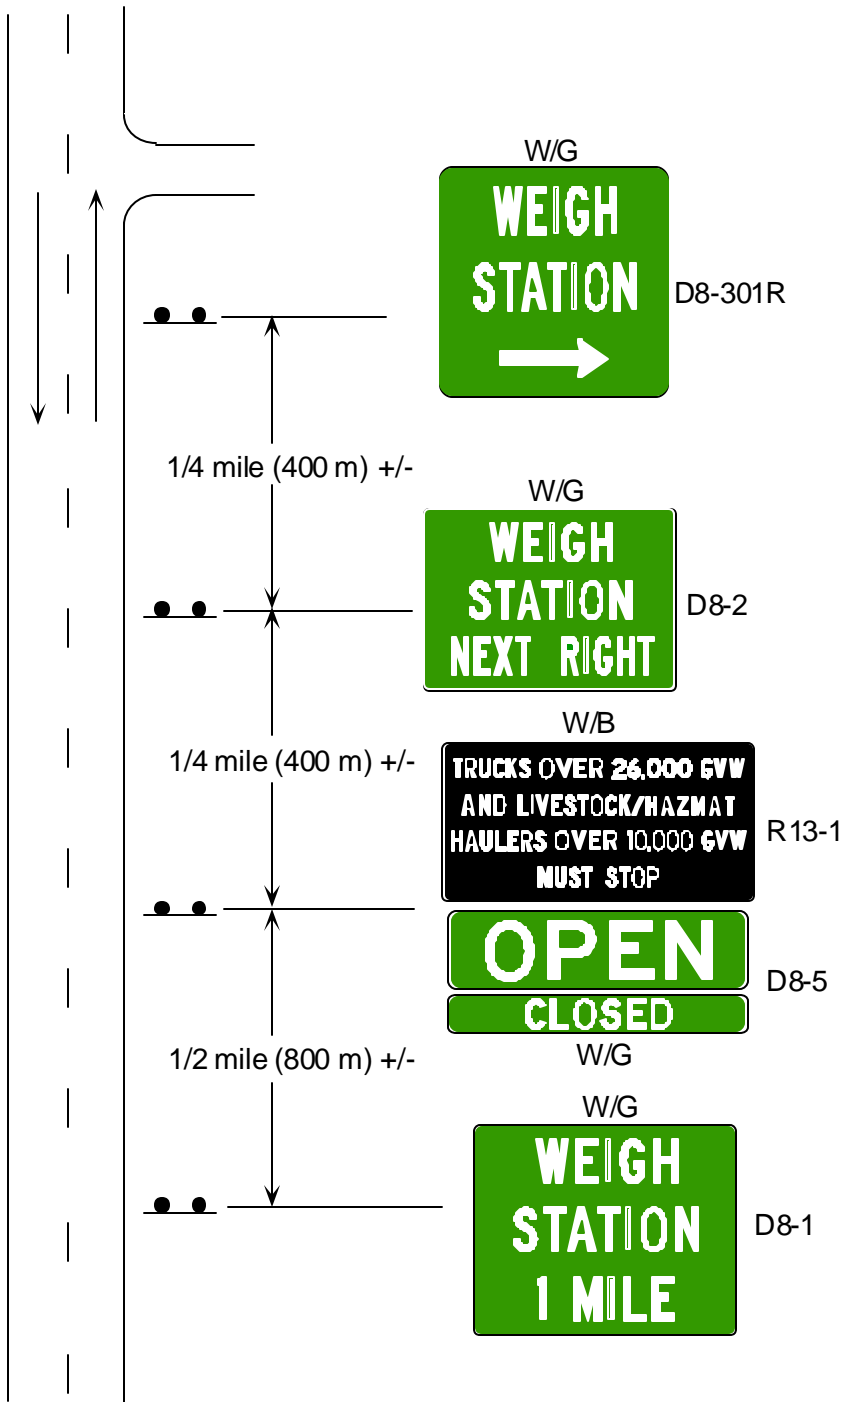 W/G
WEIGH
STATION
D8-301R
1/4 mile (400 m) +/-
W/G
WEIGH
STATION
NEXT RIGHT
D8-2
W/B
1/4 mile (400 m) +/-
TRUCKS OVER 26,000 GVW
AND LIVESTOCK/HAZMAT
HAULERS OVER 10,000 GVW
MUST STOP
R13-1
OPEN
D8-5
CLOSED
W/G
1/2 mile (800 m) +/-
W/G
WEIGH
STATION
1 MILE
D8-1